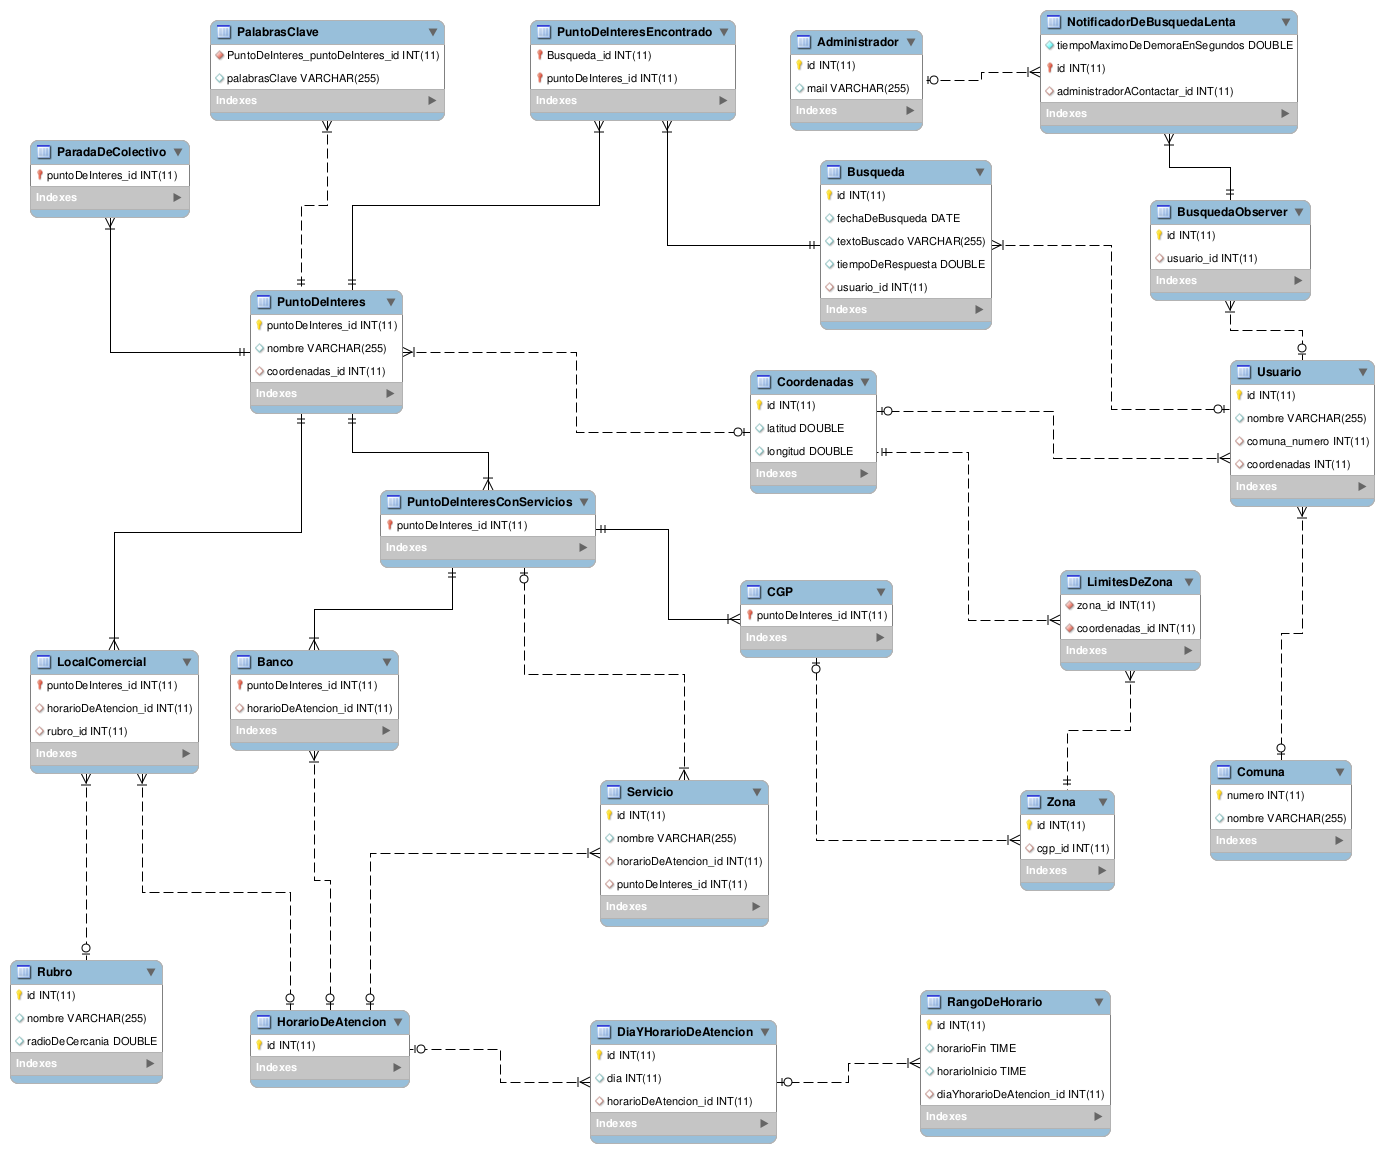 PalabrasClave
PuntoDeInteres_puntoDeInteres_id INT(11)
palabrasClave VARCHAR(255)
Indexes
PuntoDeInteresEncontrado
Busqueda_id INT(11)
puntoDeInteres_id INT(11)
Indexes
Administrador
id INT(11)
mail VARCHAR(255)
Indexes
NotificadorDeBusquedaLenta
tiempoMaximoDeDemoraEnSegundos DOUBLE
id INT(11)
administradorAContactar_id INT(11)
Indexes
ParadaDeColectivo
puntoDeInteres_id INT(11)
Indexes
Busqueda
id INT(11)
fechaDeBusqueda DATE
textoBuscado VARCHAR(255)
tiempoDeRespuesta DOUBLE
usuario_id INT(11)
Indexes
BusquedaObserver
id INT(11)
usuario_id INT(11)
Indexes
PuntoDeInteres
puntoDeInteres_id INT(11)
nombre VARCHAR(255)
coordenadas_id INT(11)
Indexes
Coordenadas
id INT(11)
latitud DOUBLE
longitud DOUBLE
Indexes
Usuario
id INT(11)
nombre VARCHAR(255)
comuna_numero INT(11)
coordenadas INT(11)
Indexes
PuntoDeInteresConServicios
puntoDeInteres_id INT(11)
Indexes
CGP
puntoDeInteres_id INT(11)
Indexes
LimitesDeZona
zona_id INT(11)
coordenadas_id INT(11)
Indexes
LocalComercial
puntoDeInteres_id INT(11)
horarioDeAtencion_id INT(11)
rubro_id INT(11)
Indexes
Banco
puntoDeInteres_id INT(11)
horarioDeAtencion_id INT(11)
Indexes
Servicio
id INT(11)
nombre VARCHAR(255)
horarioDeAtencion_id INT(11)
puntoDeInteres_id INT(11)
Indexes
Zona
id INT(11)
cgp_id INT(11)
Indexes
Comuna
numero INT(11)
nombre VARCHAR(255)
Indexes
Rubro
id INT(11)
nombre VARCHAR(255)
radioDeCercania DOUBLE
Indexes
HorarioDeAtencion
id INT(11)
Indexes
DiaYHorarioDeAtencion
id INT(11)
dia INT(11)
horarioDeAtencion_id INT(11)
Indexes
RangoDeHorario
id INT(11)
horarioFin TIME
horarioInicio TIME
diaYhorarioDeAtencion_id INT(11)
Indexes